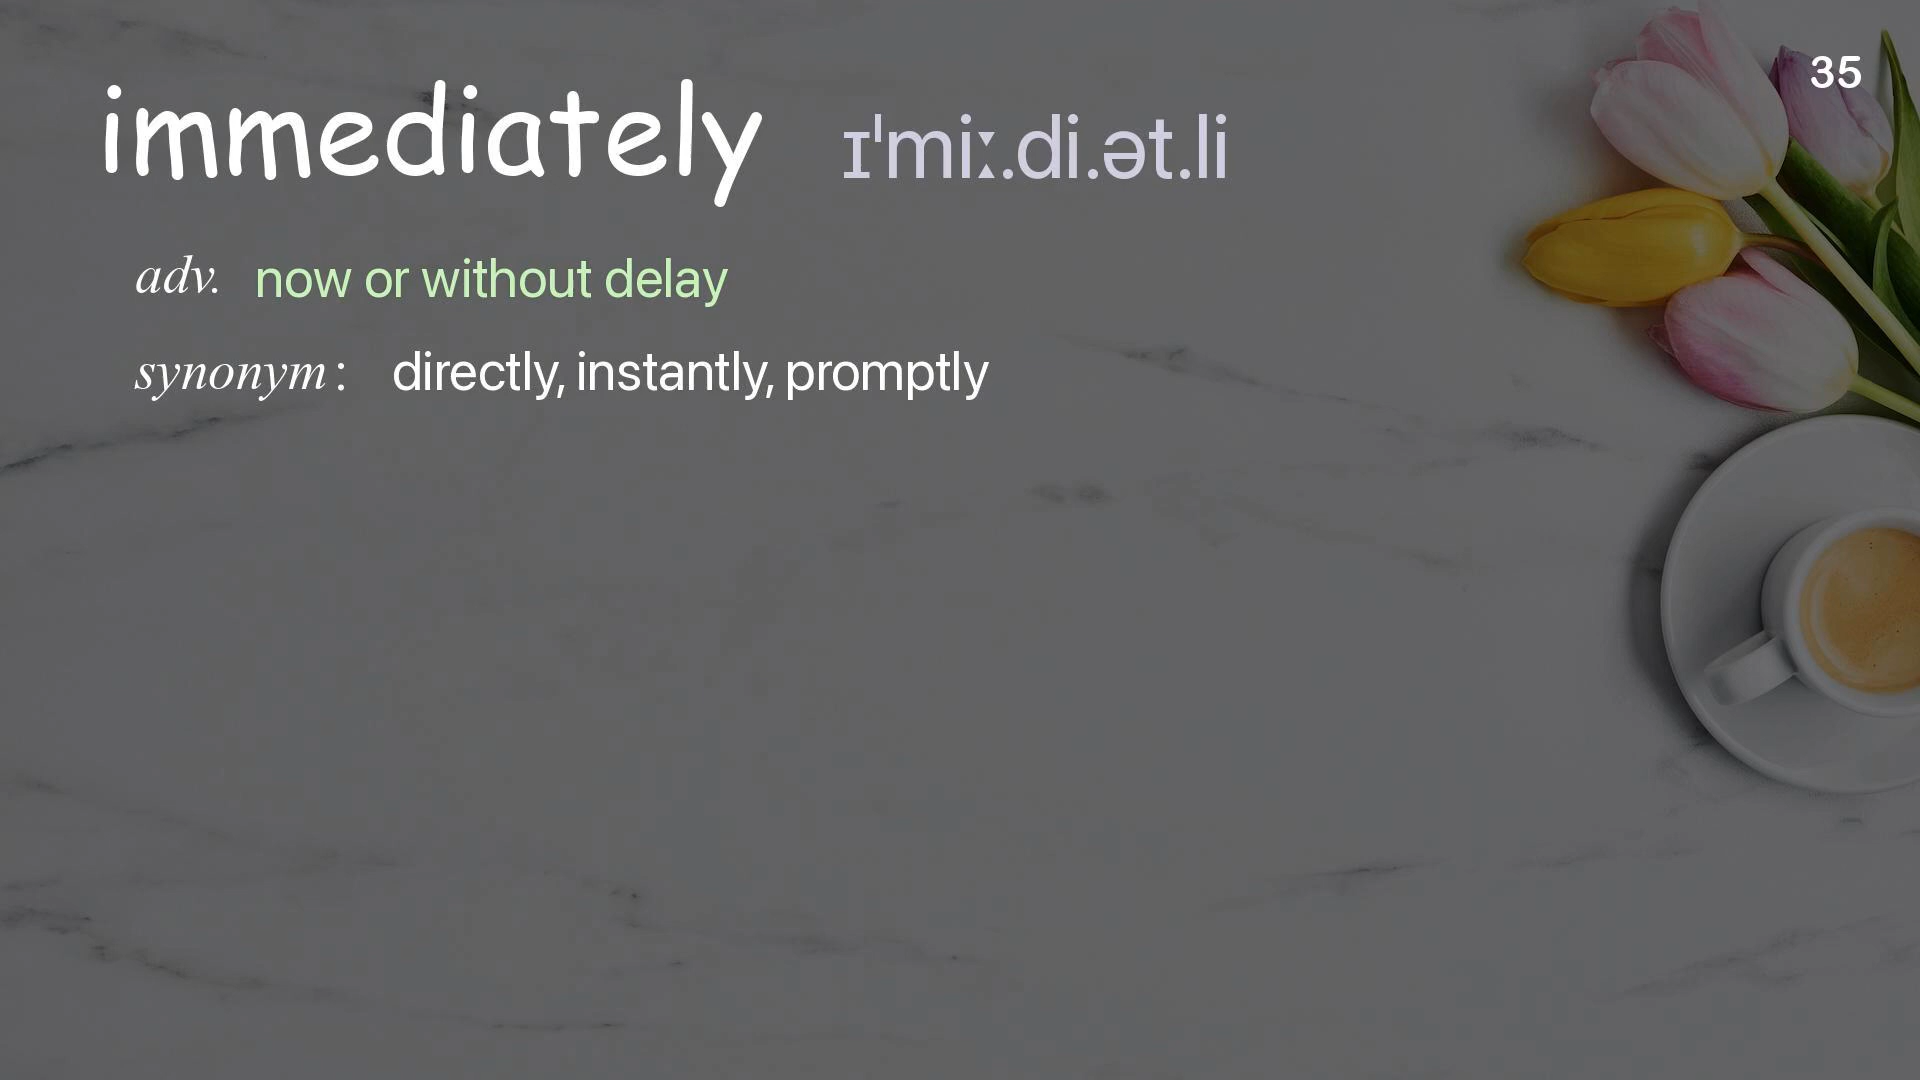 35
immediately ɪˈmiː.di.ət.li
adv. now or without delay
synonym: directly, instantly, promptly